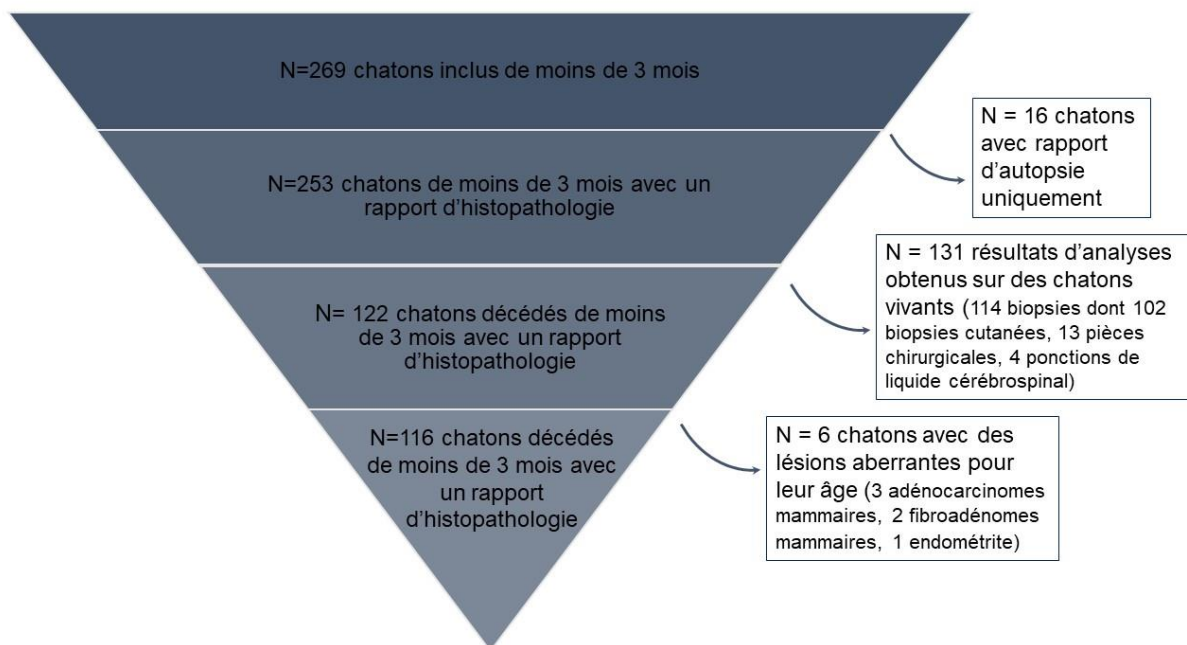 N=269 chatons inclus de moins de 3 mois
N = 16 chatons
avec rapport
d'autopsie
uniquement
N=253 chatons de moins de 3 mois avec un
rapport d'histopathologie
N = 131 résultats d'analyses
obtenus sur des chatons
vivants (114 biopsies dont 102
biopsies cutanées, 13 pièces
chirurgicales, 4 ponctions de
liquide cérébrospinal)
N= 122 chatons décédés de moins
de 3 mois avec un rapport
d'histopathologie
N = 6 chatons avec des
lésions aberrantes pour
leur âge (3 adénocarcinomes
mammaires, 2 fibroadénomes
mammaires, 1 endométrite)
N=116 chatons décédés
de moins de 3 mois avec
un rapport
d'histopathologie